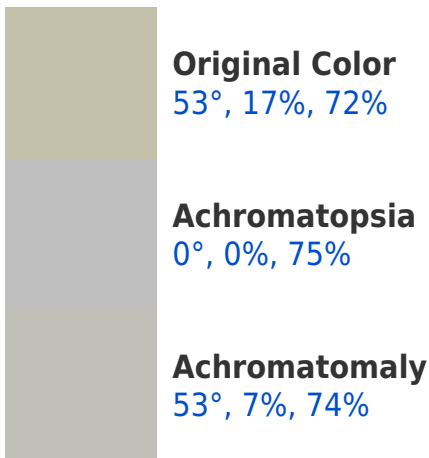 Original Color
53°, 17%, 72%
Achromatopsia
0°, 0%, 75%
Achromatomaly
53°, 7%, 74%